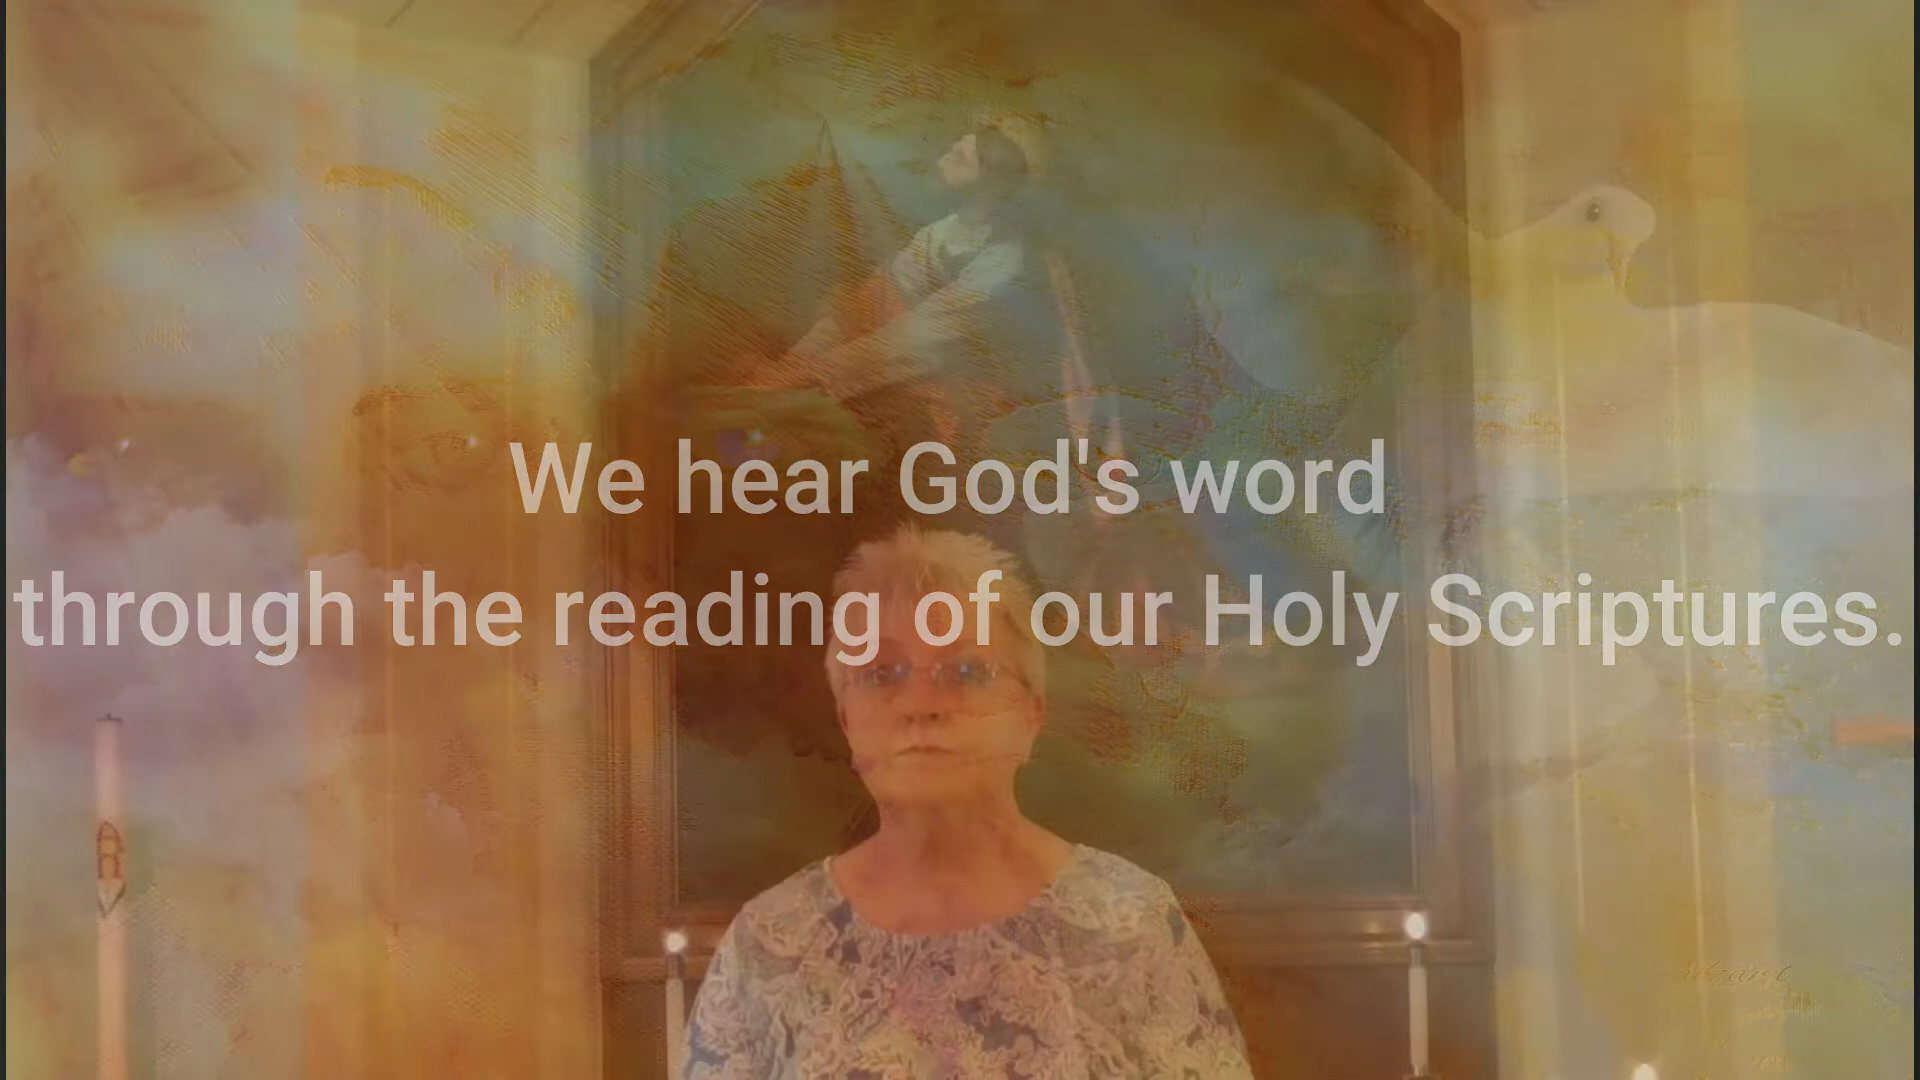 We hear God's word
through the reading of our Holy Scriptures.